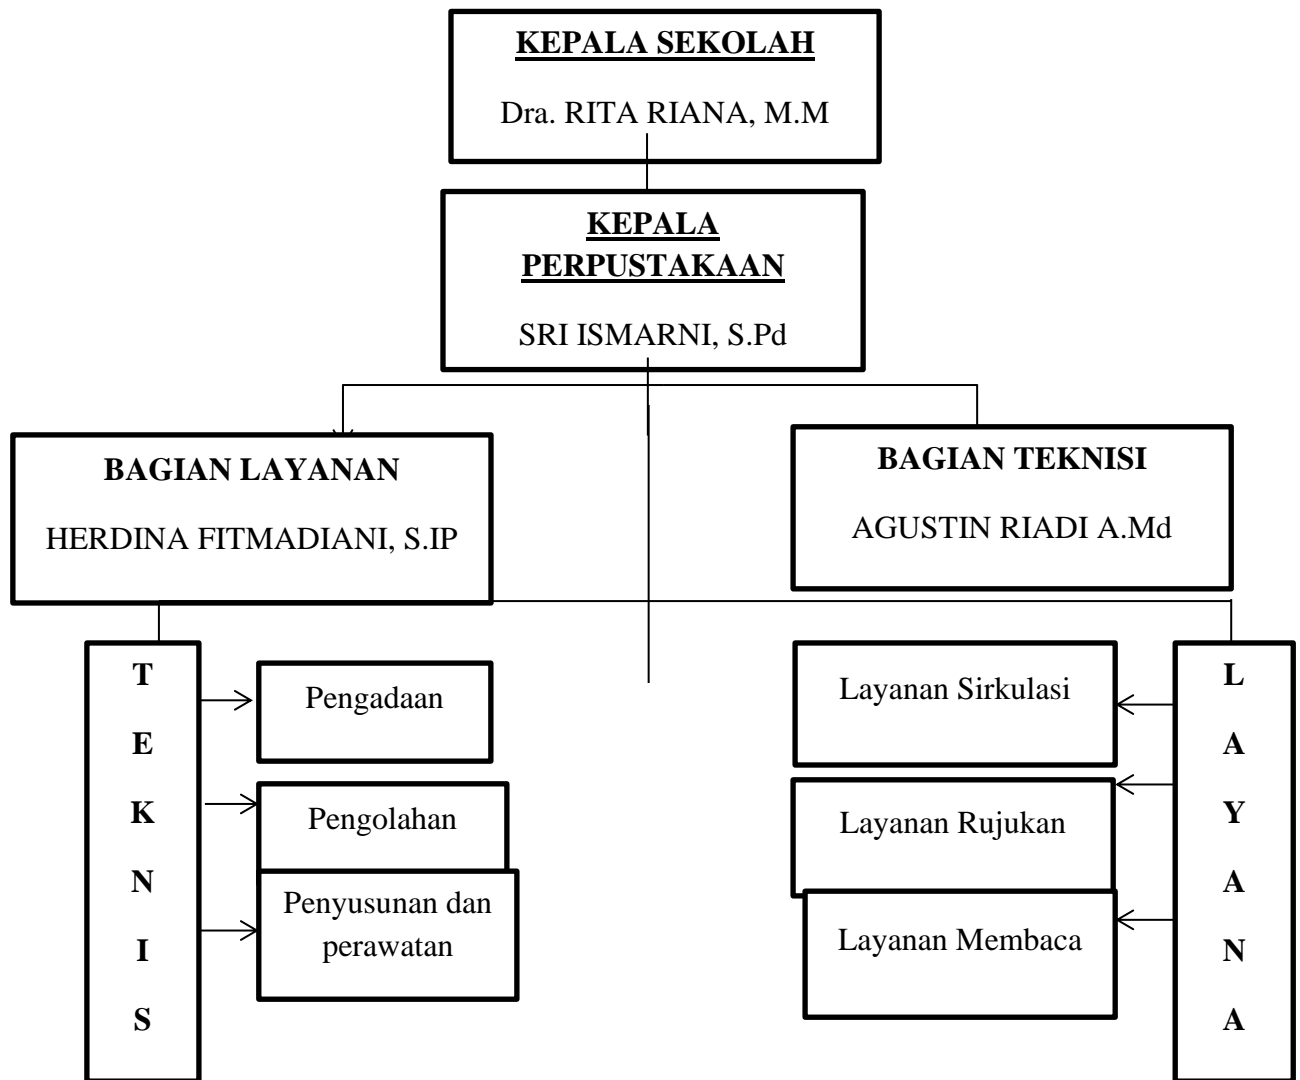 KEPALA SEKOLAH
Dra. RITA RIANA, M.M
KEPALA
PERPUSTAKAAN
SRI ISMARNI, S.Pd
BAGIAN LAYANAN
HERDINA FITMADIANI, S.IP
BAGIAN TEKNISI
AGUSTIN RIADI A.Md
T
E
K
N
I
S
Pengadaan
Pengolahan
Penyusunan dan
perawatan
Layanan Sirkulasi
Layanan Rujukan
Layanan Membaca
L
A
Y
A
N
A